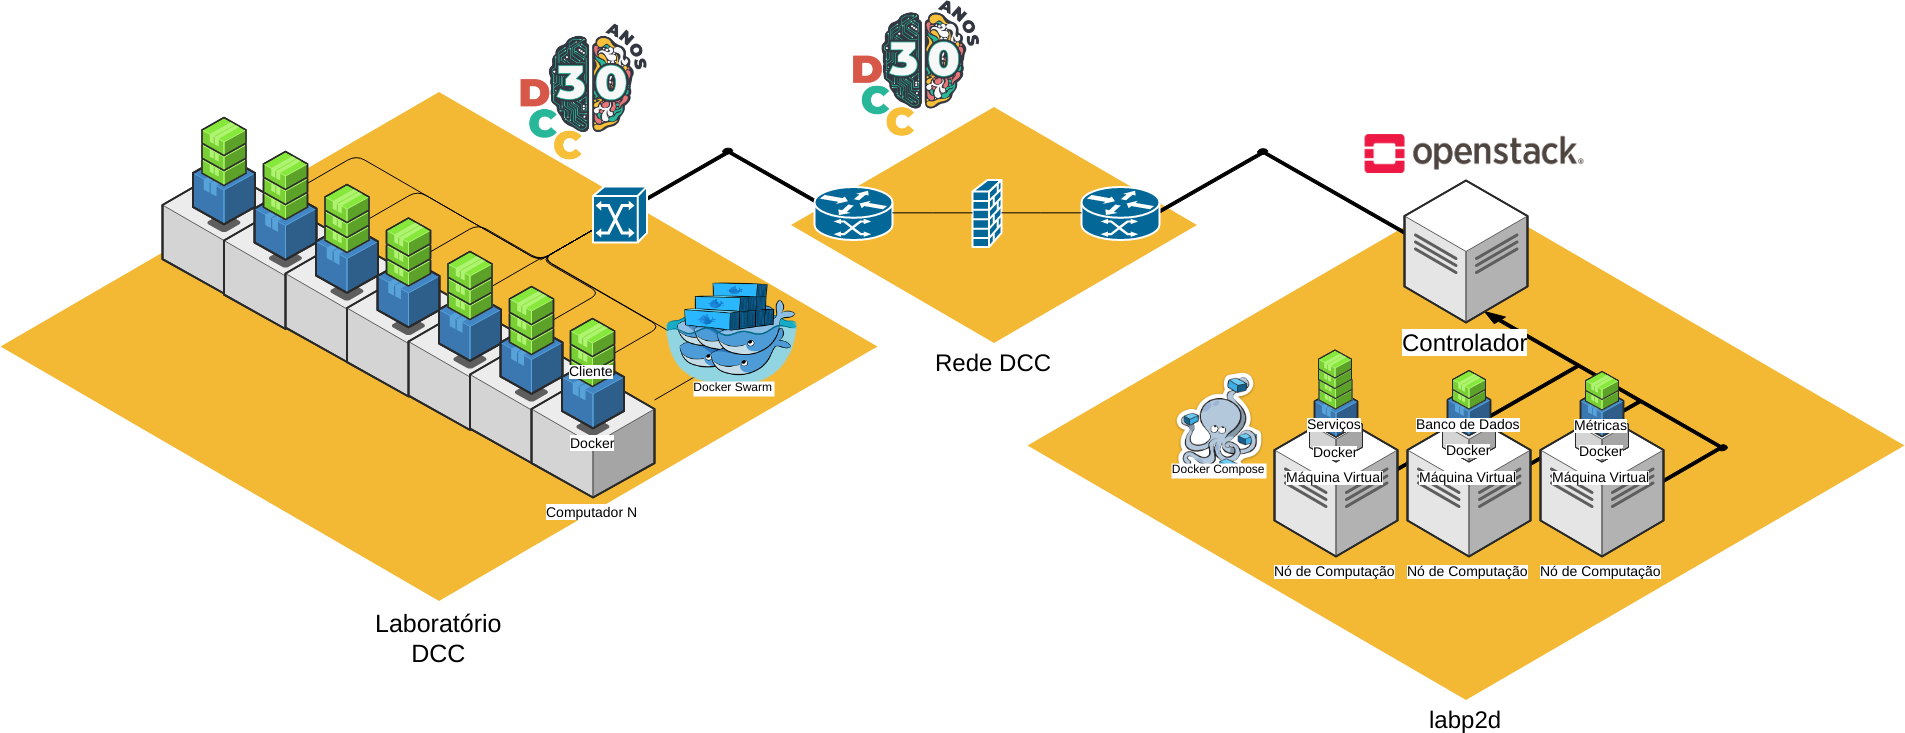 ANOS
30
DCC
ANOS
30
DCC
openstack.
Controlador
Rede DCC
Cliente
Docker Swarm
Docker
Computador N
Laboratório
DCC
Docker Compose
Serviços
Docker
Máquina Virtual
Nó de Computação
Banco de Dados
Docker
Máquina Virtual
Nó de Computação
Métricas
Docker
Máquina Virtual
Nó de Computação
labp2d